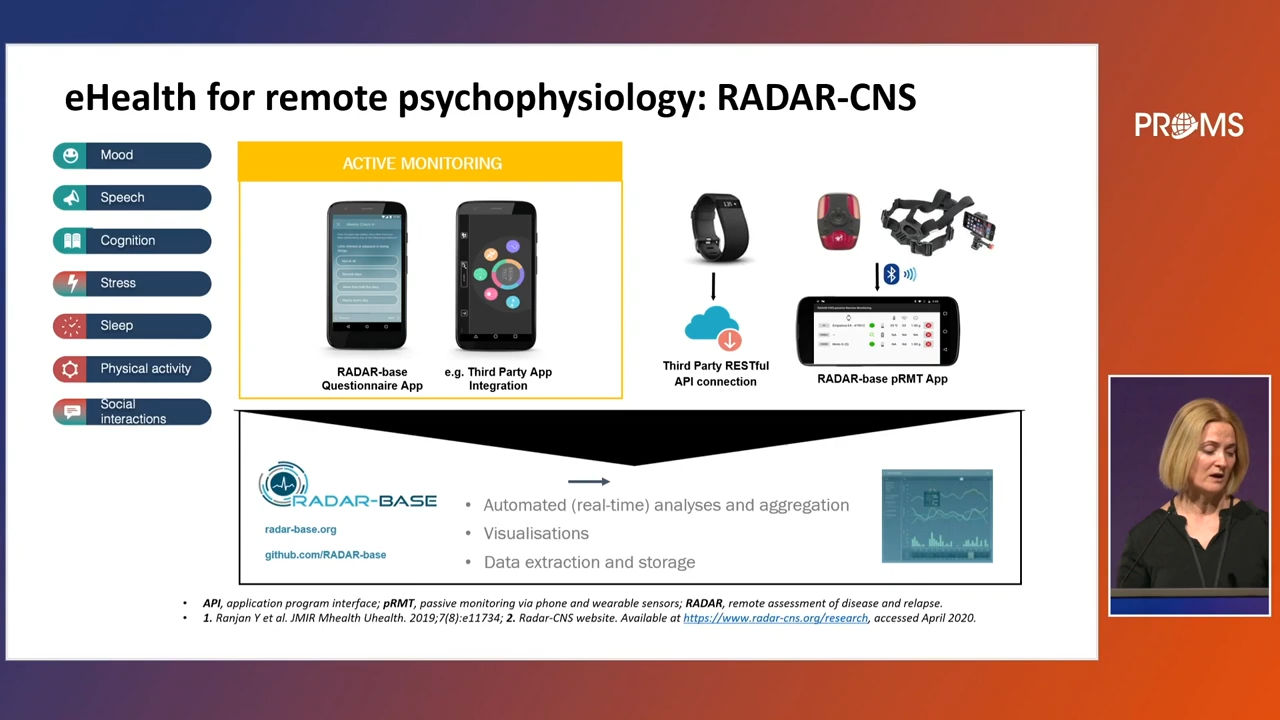 eHealth for remote psychophysiology: RADAR-CNS
PROMS
Mood
Speech
Cognition
Stress
Sleep
Physical activity
Social
interactions
ACTIVE MONITORING
RADAR-base
Questionnaire App
e.g. Third Party App
Integration
Third Party RESTful
API connection
RADAR-base pRMT App
RADAR-BASE
radar-base.org
github.com/RADAR-base
• Automated (real-time) analyses and aggregation
• Visualisations
• Data extraction and storage
• API, application program interface; pRMT, passive monitoring via phone and wearable sensors; RADAR, remote assessment of disease and relapse.
• 1. Ranjan Y et al. JMIR Mhealth Uhealth. 2019;7(8):e11734; 2. Radar-CNS website. Available at https://www.radar-cns.org/research, accessed April 2020.